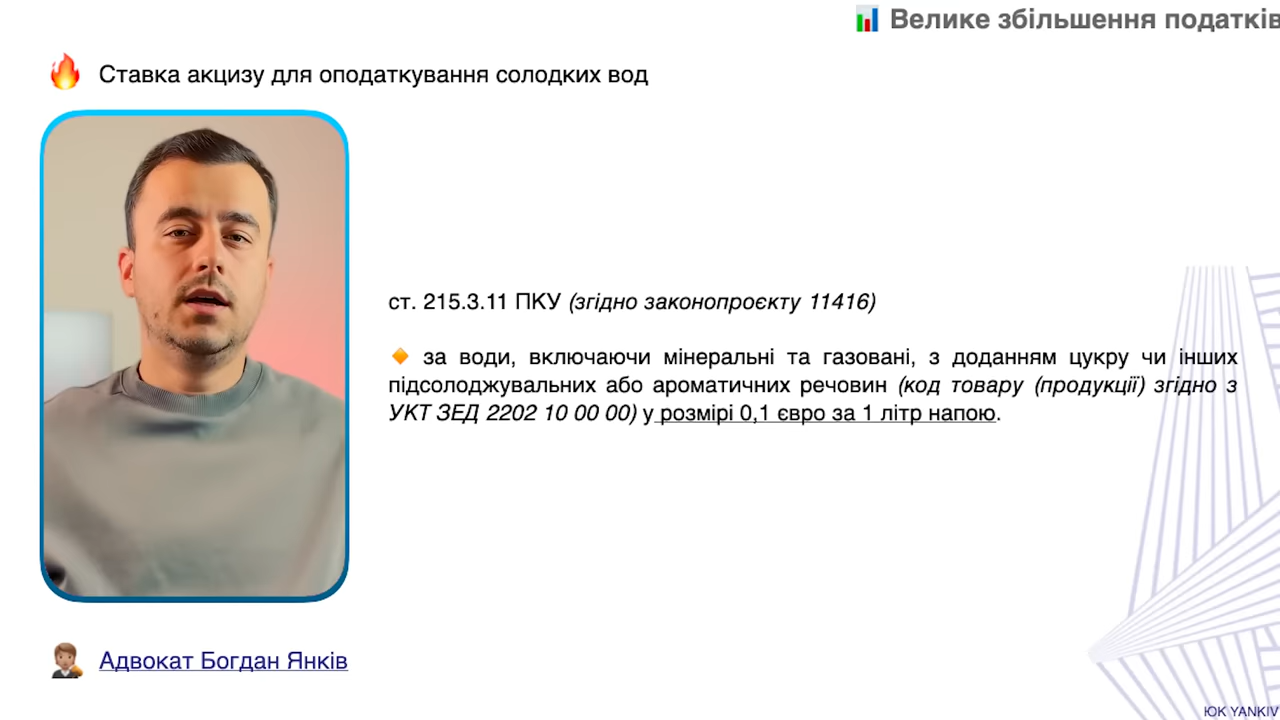 Велике збільшення податків
Ставка акцизу для оподаткування солодких вод
ст. 215.3.11 ПКУ (згідно законопроєкту 11416)
за води, включаючи мінеральні та газовані, з доданням цукру чи інших
підсолоджувальних або ароматичних речовин (код товару (продукції) згідно з
УКТ ЗЕД 2202 10 00 00) у розмірі 0,1 євро за 1 літр напою.
Адвокат Богдан Янків
ЮК YANKIV